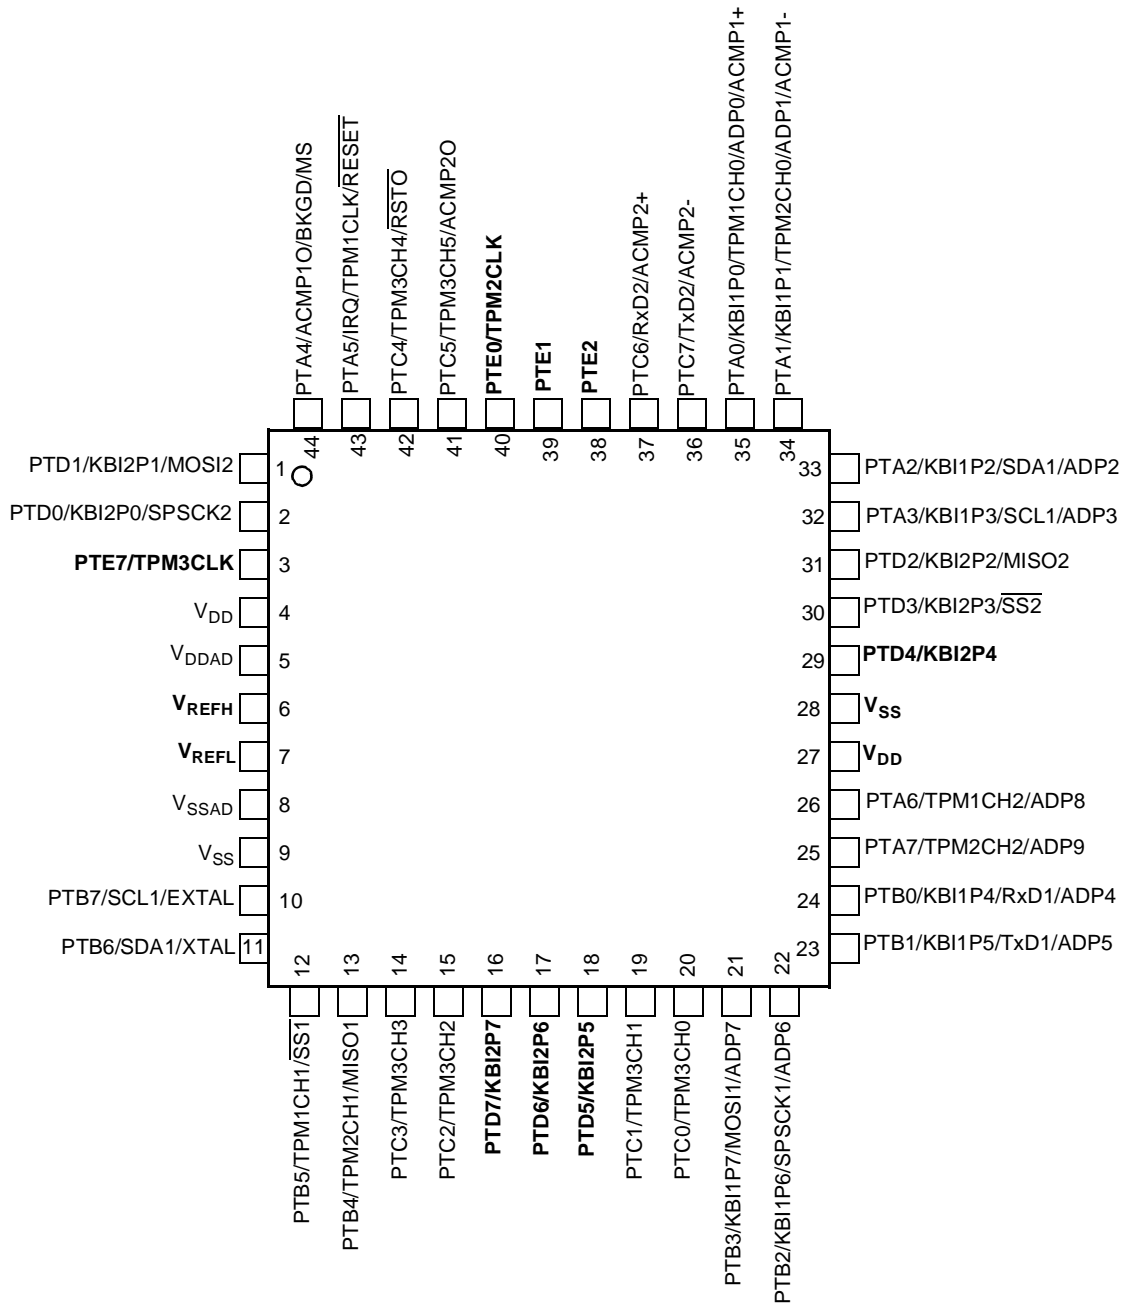 PTA4/ACMP1O/BKGD/MS
PTA5/IRQ/TPM1CLK/RESET
PTC4/TPM3CH4/RSTO
PTC5/TPM3CH5/ACMP2O
PTE0/TPM2CLK
PTE1
PTE2
PTC6/RxD2/ACMP2+
PTC7/TxD2/ACMP2-
PTA0/KBI1P0/TPM1CH0/ADP0/ACMP1+
PTA1/KBI1P1/TPM2CH0/ADP1/ACMP1-
44
43
42
41
40
39
38
37
36
35
34
PTD1/KBI2P1/MOSI2
1
PTD0/KBI2P0/SPSCK2
2
PTE7/TPM3CLK
3
VDD
4
VDDAD
5
VREFH
6
VREFL
7
VSSAD
8
VSS
9
PTB7/SCL1/EXTAL
10
PTB6/SDA1/XTAL
11
33
PTA2/KBI1P2/SDA1/ADP2
32
PTA3/KBI1P3/SCL1/ADP3
31
PTD2/KBI2P2/MISO2
30
PTD3/KBI2P3/SS2
29
PTD4/KBI2P4
28
VSS
27
VDD
26
PTA6/TPM1CH2/ADP8
25
PTA7/TPM2CH2/ADP9
24
PTB0/KBI1P4/RxD1/ADP4
23
PTB1/KBI1P5/TxD1/ADP5
12
13
14
15
16
17
18
19
20
21
22
PTB5/TPM1CH1/SS1
PTB4/TPM2CH1/MISO1
PTC3/TPM3CH3
PTC2/TPM3CH2
PTD7/KBI2P7
PTD6/KBI2P6
PTD5/KBI2P5
PTC1/TPM3CH1
PTC0/TPM3CH0
PTB3/KBI1P7/MOSI1/ADP7
PTB2/KBI1P6/SPSCK1/ADP6